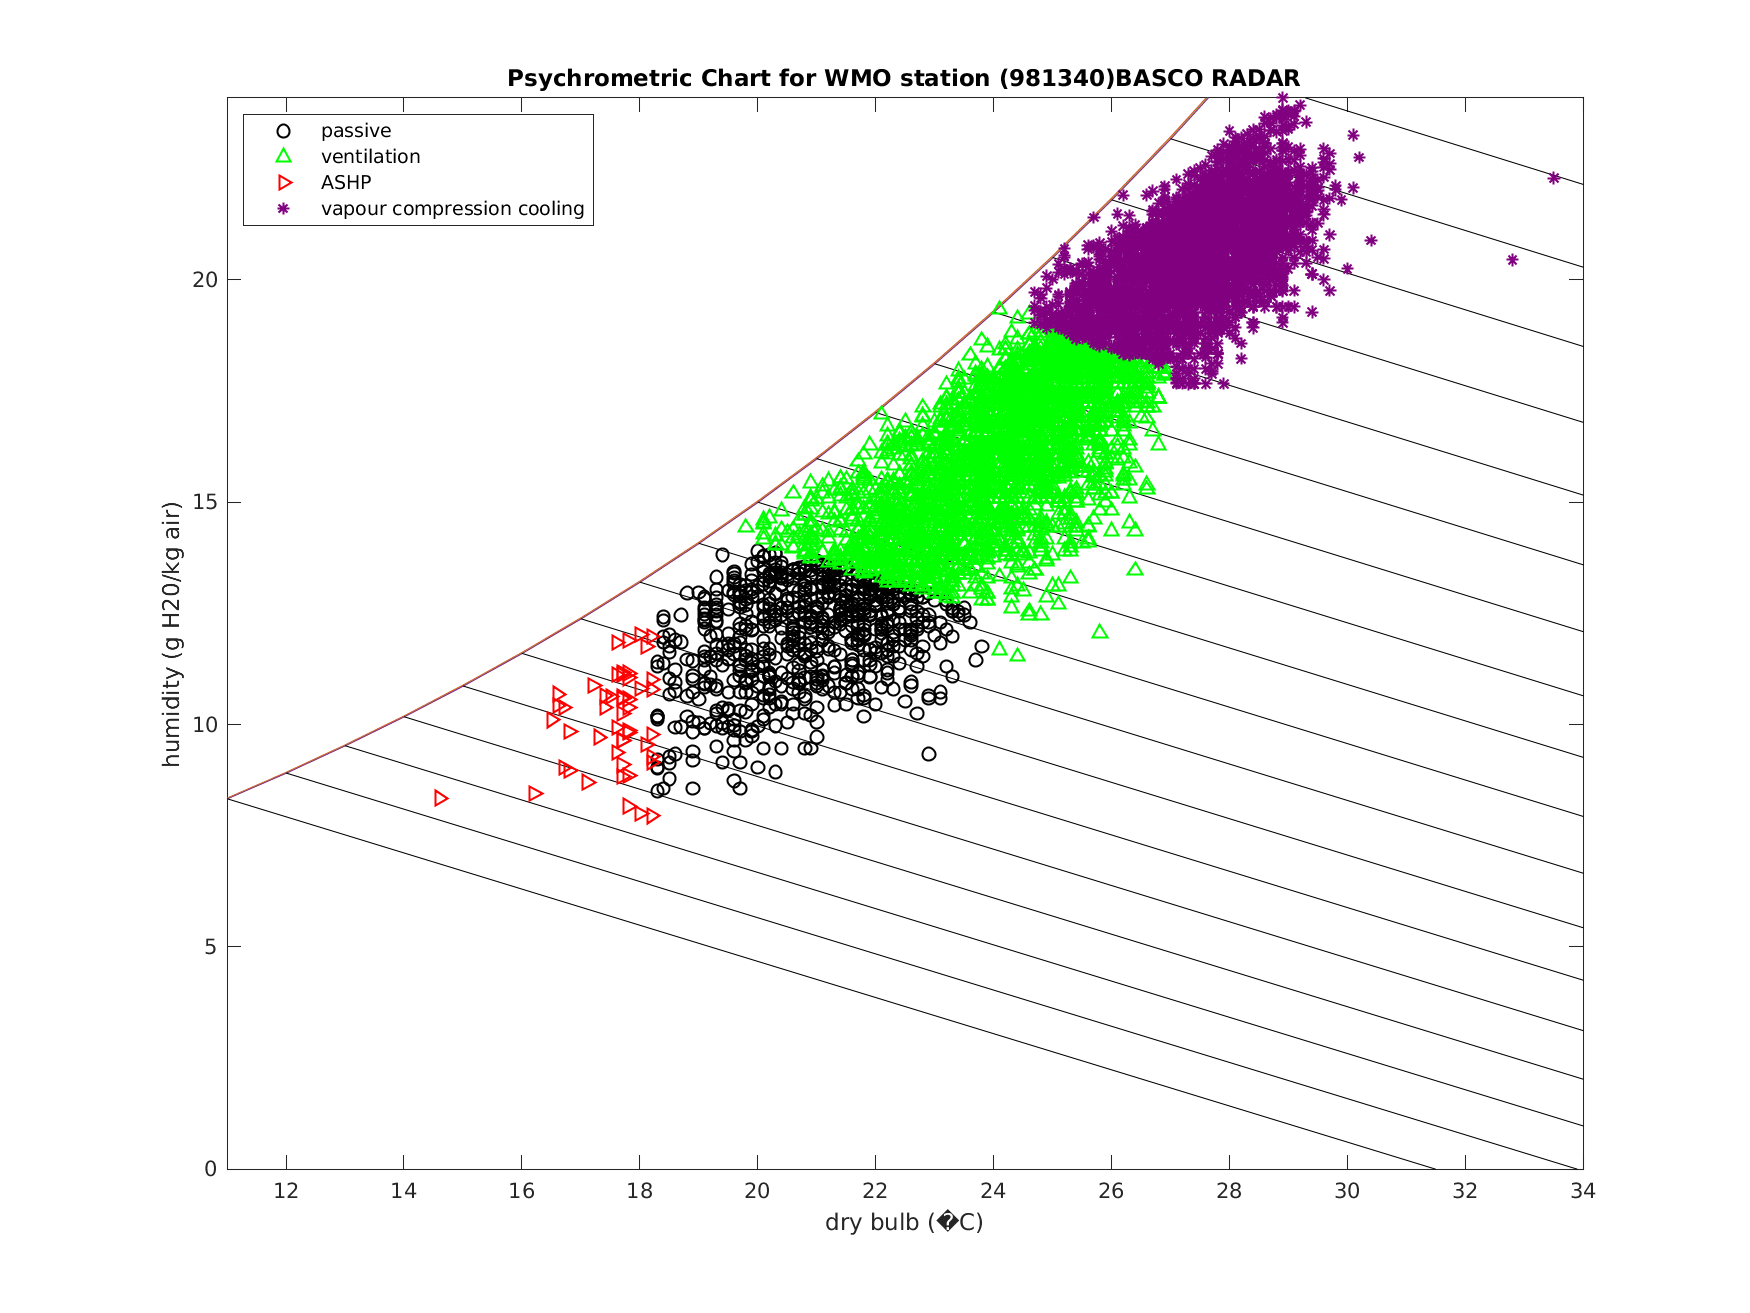 Psychrometric Chart for WMO station (981340)BASCO RADAR
passive
ventilation
ASHP
vapour compression cooling
humidity (g H20/kg air)
20
15
10
5
0
12 14 16 18 20 22 24 26 28 30 32 34
dry bulb (�C)